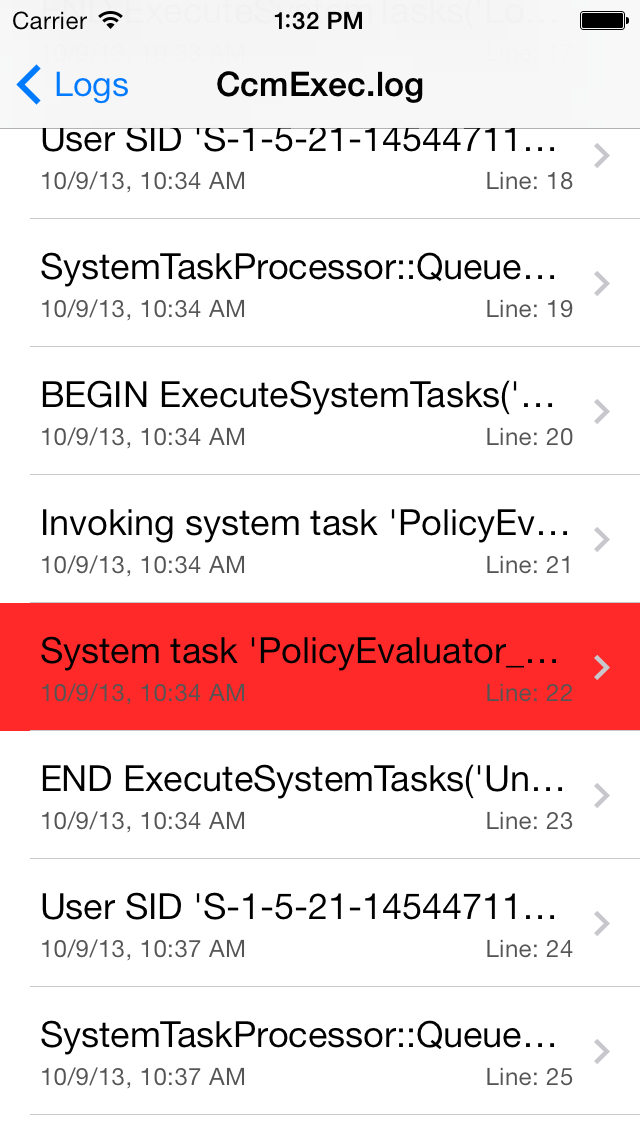 Carrier 1:32 PM
Logs CcmExec.log
User SID 'S-1-5-21-14544711...
10/9/13, 10:34 AM Line: 18
SystemTaskProcessor::Queue...
10/9/13, 10:34 AM Line: 19
BEGIN ExecuteSystemTasks('...
10/9/13, 10:34 AM Line: 20
Invoking system task 'PolicyEv...
10/9/13, 10:34 AM Line: 21
System task 'PolicyEvaluator_...
10/9/13, 10:34 AM Line: 22
END ExecuteSystemTasks('Un...
10/9/13, 10:34 AM Line: 23
User SID 'S-1-5-21-14544711...
10/9/13, 10:37 AM Line: 24
SystemTaskProcessor::Queue...
10/9/13, 10:37 AM Line: 25